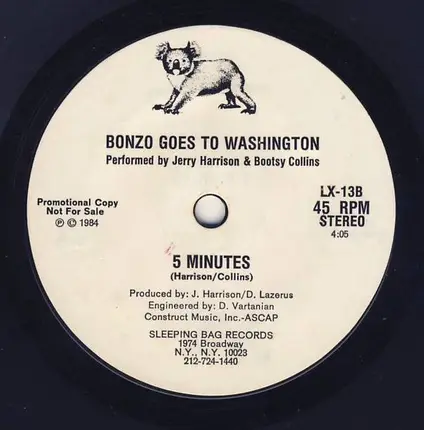 BONZO GOES TO WASHINGTON
Performed by Jerry Harrison & Bootsy Collins
Promotional Copy
Not For Sale
℗ © 1984
LX-13B
45 RPM
STEREO
4:05
5 MINUTES
(Harrison/Collins)
Produced by: J. Harrison/D. Lazerus
Engineered by: D. Vartanian
Construct Music, Inc.-ASCAP
SLEEPING BAG RECORDS
1974 Broadway
N.Y., N.Y. 10023
212-724-1440